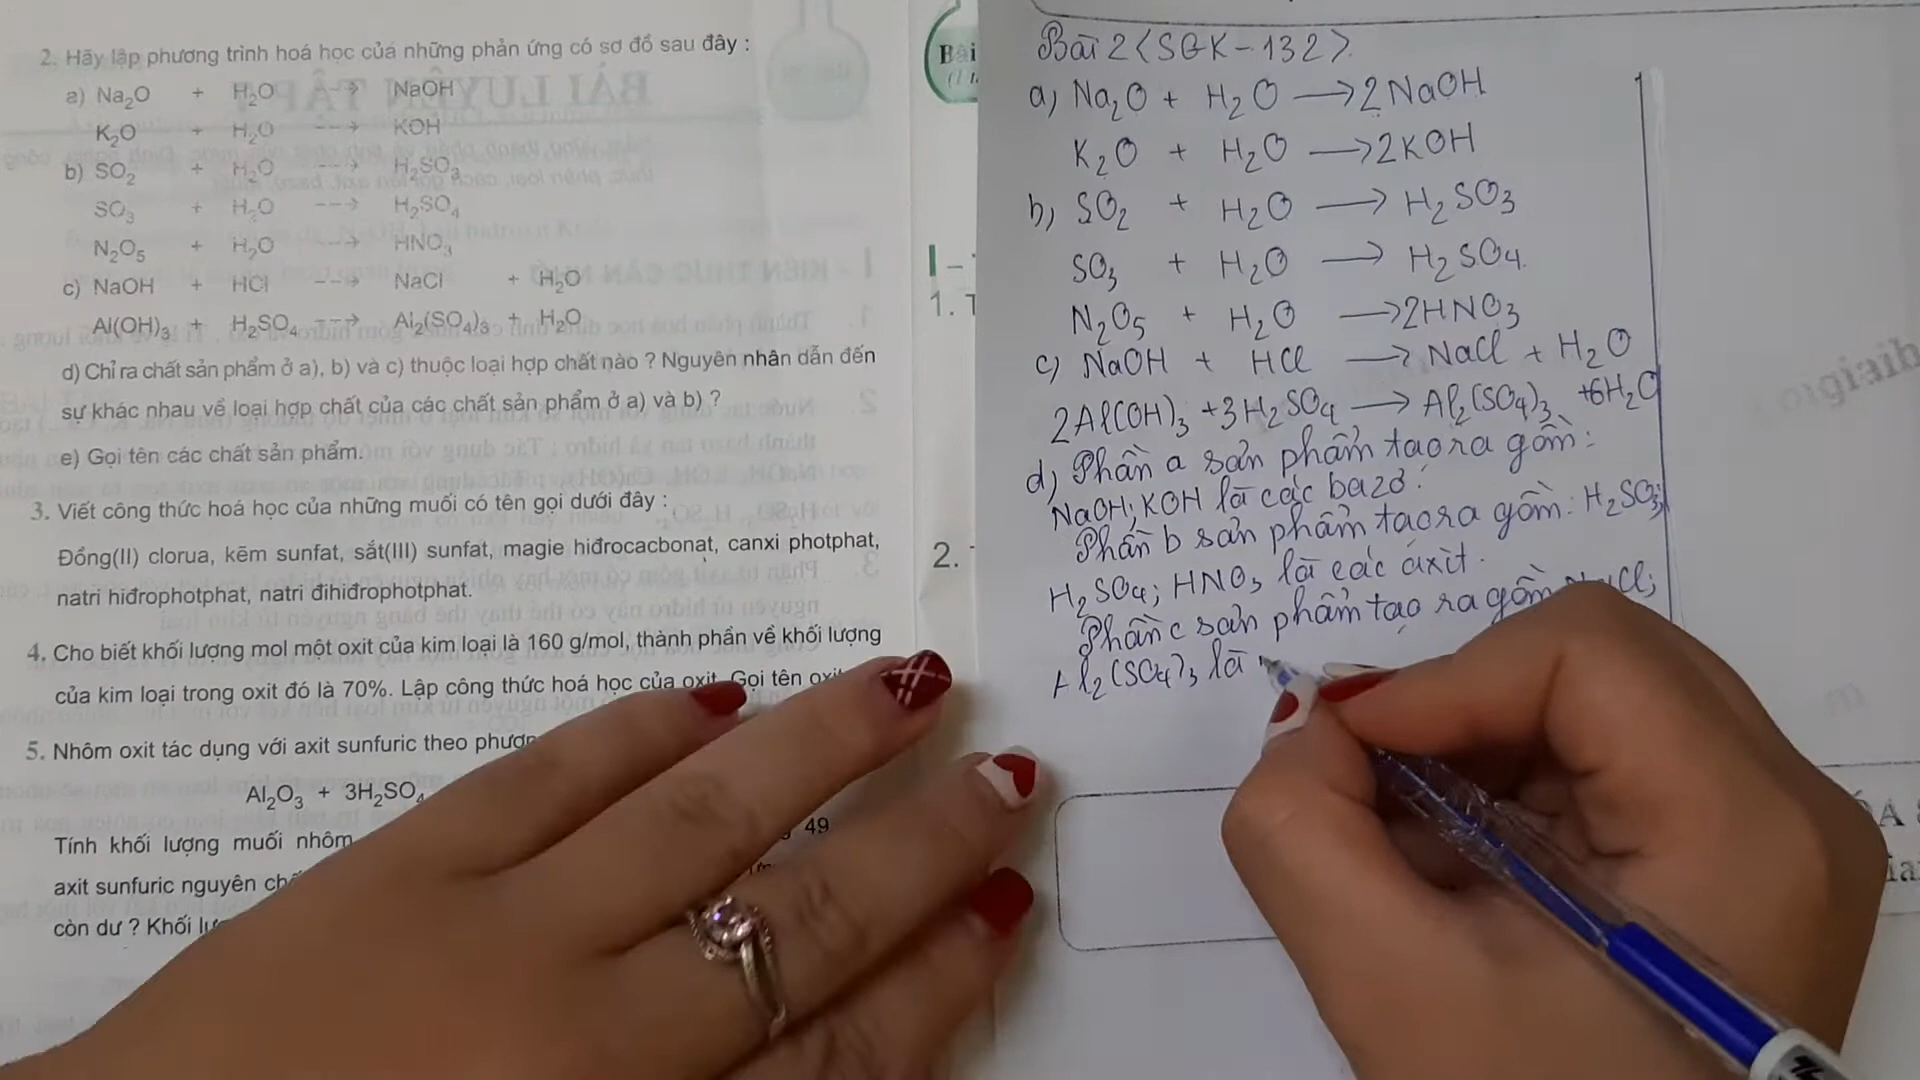 2. Hãy lập phương trình hoá học của những phản ứng có sơ đồ sau đây :
a) Na₂O + H₂O ---> NaOH
K₂O + H₂O ---> KOH
b) SO₂ + H₂O ---> H₂SO₃
SO₃ + H₂O ---> H₂SO₄
N₂O₅ + H₂O ---> HNO₃
c) NaOH + HCl ---> NaCl + H₂O
Al(OH)₃ + H₂SO₄ ---> Al₂(SO₄)₃ + H₂O
d) Chỉ ra chất sản phẩm ở a), b) và c) thuộc loại hợp chất nào ? Nguyên nhân dẫn đến
sự khác nhau về loại hợp chất của các chất sản phẩm ở a) và b) ?
e) Gọi tên các chất sản phẩm.
3. Viết công thức hoá học của những muối có tên gọi dưới đây :
Đồng(II) clorua, kẽm sunfat, sắt(III) sunfat, magie hiđrocacbonat, canxi photphat,
natri hiđrophotphat, natri đihiđrophotphat.
4. Cho biết khối lượng mol một oxit của kim loại là 160 g/mol, thành phần về khối lượng
của kim loại trong oxit đó là 70%. Lập công thức hoá học của oxit. Gọi tên
5. Nhôm oxit tác dụng với axit sunfuric theo
Al₂O₃ + 3H₂SO₄
Tính khối lượng muối nhôm
49
axit sunfuric nguyên
còn dư ? Khối
Bài
I –
1. T
2.
Bài 2 <SGK - 132>.
a, Na₂O + H₂O ⟶ 2NaOH
K₂O + H₂O ⟶ 2KOH
b, SO₂ + H₂O ⟶ H₂SO₃
SO₃ + H₂O ⟶ H₂SO₄.
N₂O₅ + H₂O ⟶ 2HNO₃
c, NaOH + HCl ⟶ NaCl + H₂O
2Al(OH)₃ + 3H₂SO₄ ⟶ Al₂(SO₄)₃ + 6H₂O
d, Phần a sản phẩm tạo ra gồm:
NaOH; KOH là các bazơ.
Phần b sản phẩm tạo ra gồm: H₂SO₃;
H₂SO₄; HNO₃ là các axit.
Phần c sản phẩm tạo ra gồm NaCl;
Al₂(SO₄)₃ là